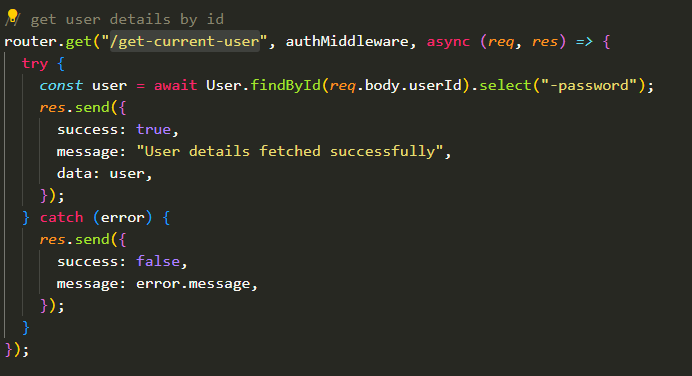 // get user details by id
router.get("/get-current-user", authMiddleware, async (req, res) => {
  try {
    const user = await User.findById(req.body.userId).select("-password");
    res.send({
      success: true,
      message: "User details fetched successfully",
      data: user,
    });
  } catch (error) {
    res.send({
      success: false,
      message: error.message,
    });
  }
});